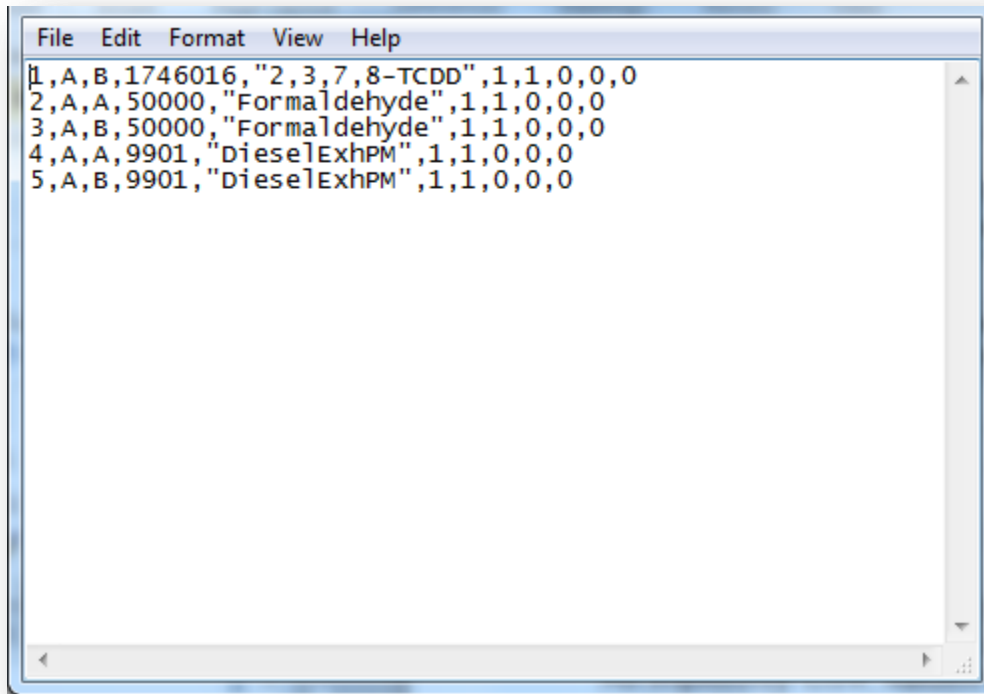 File Edit Format View Help
1,A,B,1746016,"2,3,7,8-TCDD",1,1,0,0,0
2,A,A,50000,"Formaldehyde",1,1,0,0,0
3,A,B,50000,"Formaldehyde",1,1,0,0,0
4,A,A,9901,"DieselExhPM",1,1,0,0,0
5,A,B,9901,"DieselExhPM",1,1,0,0,0